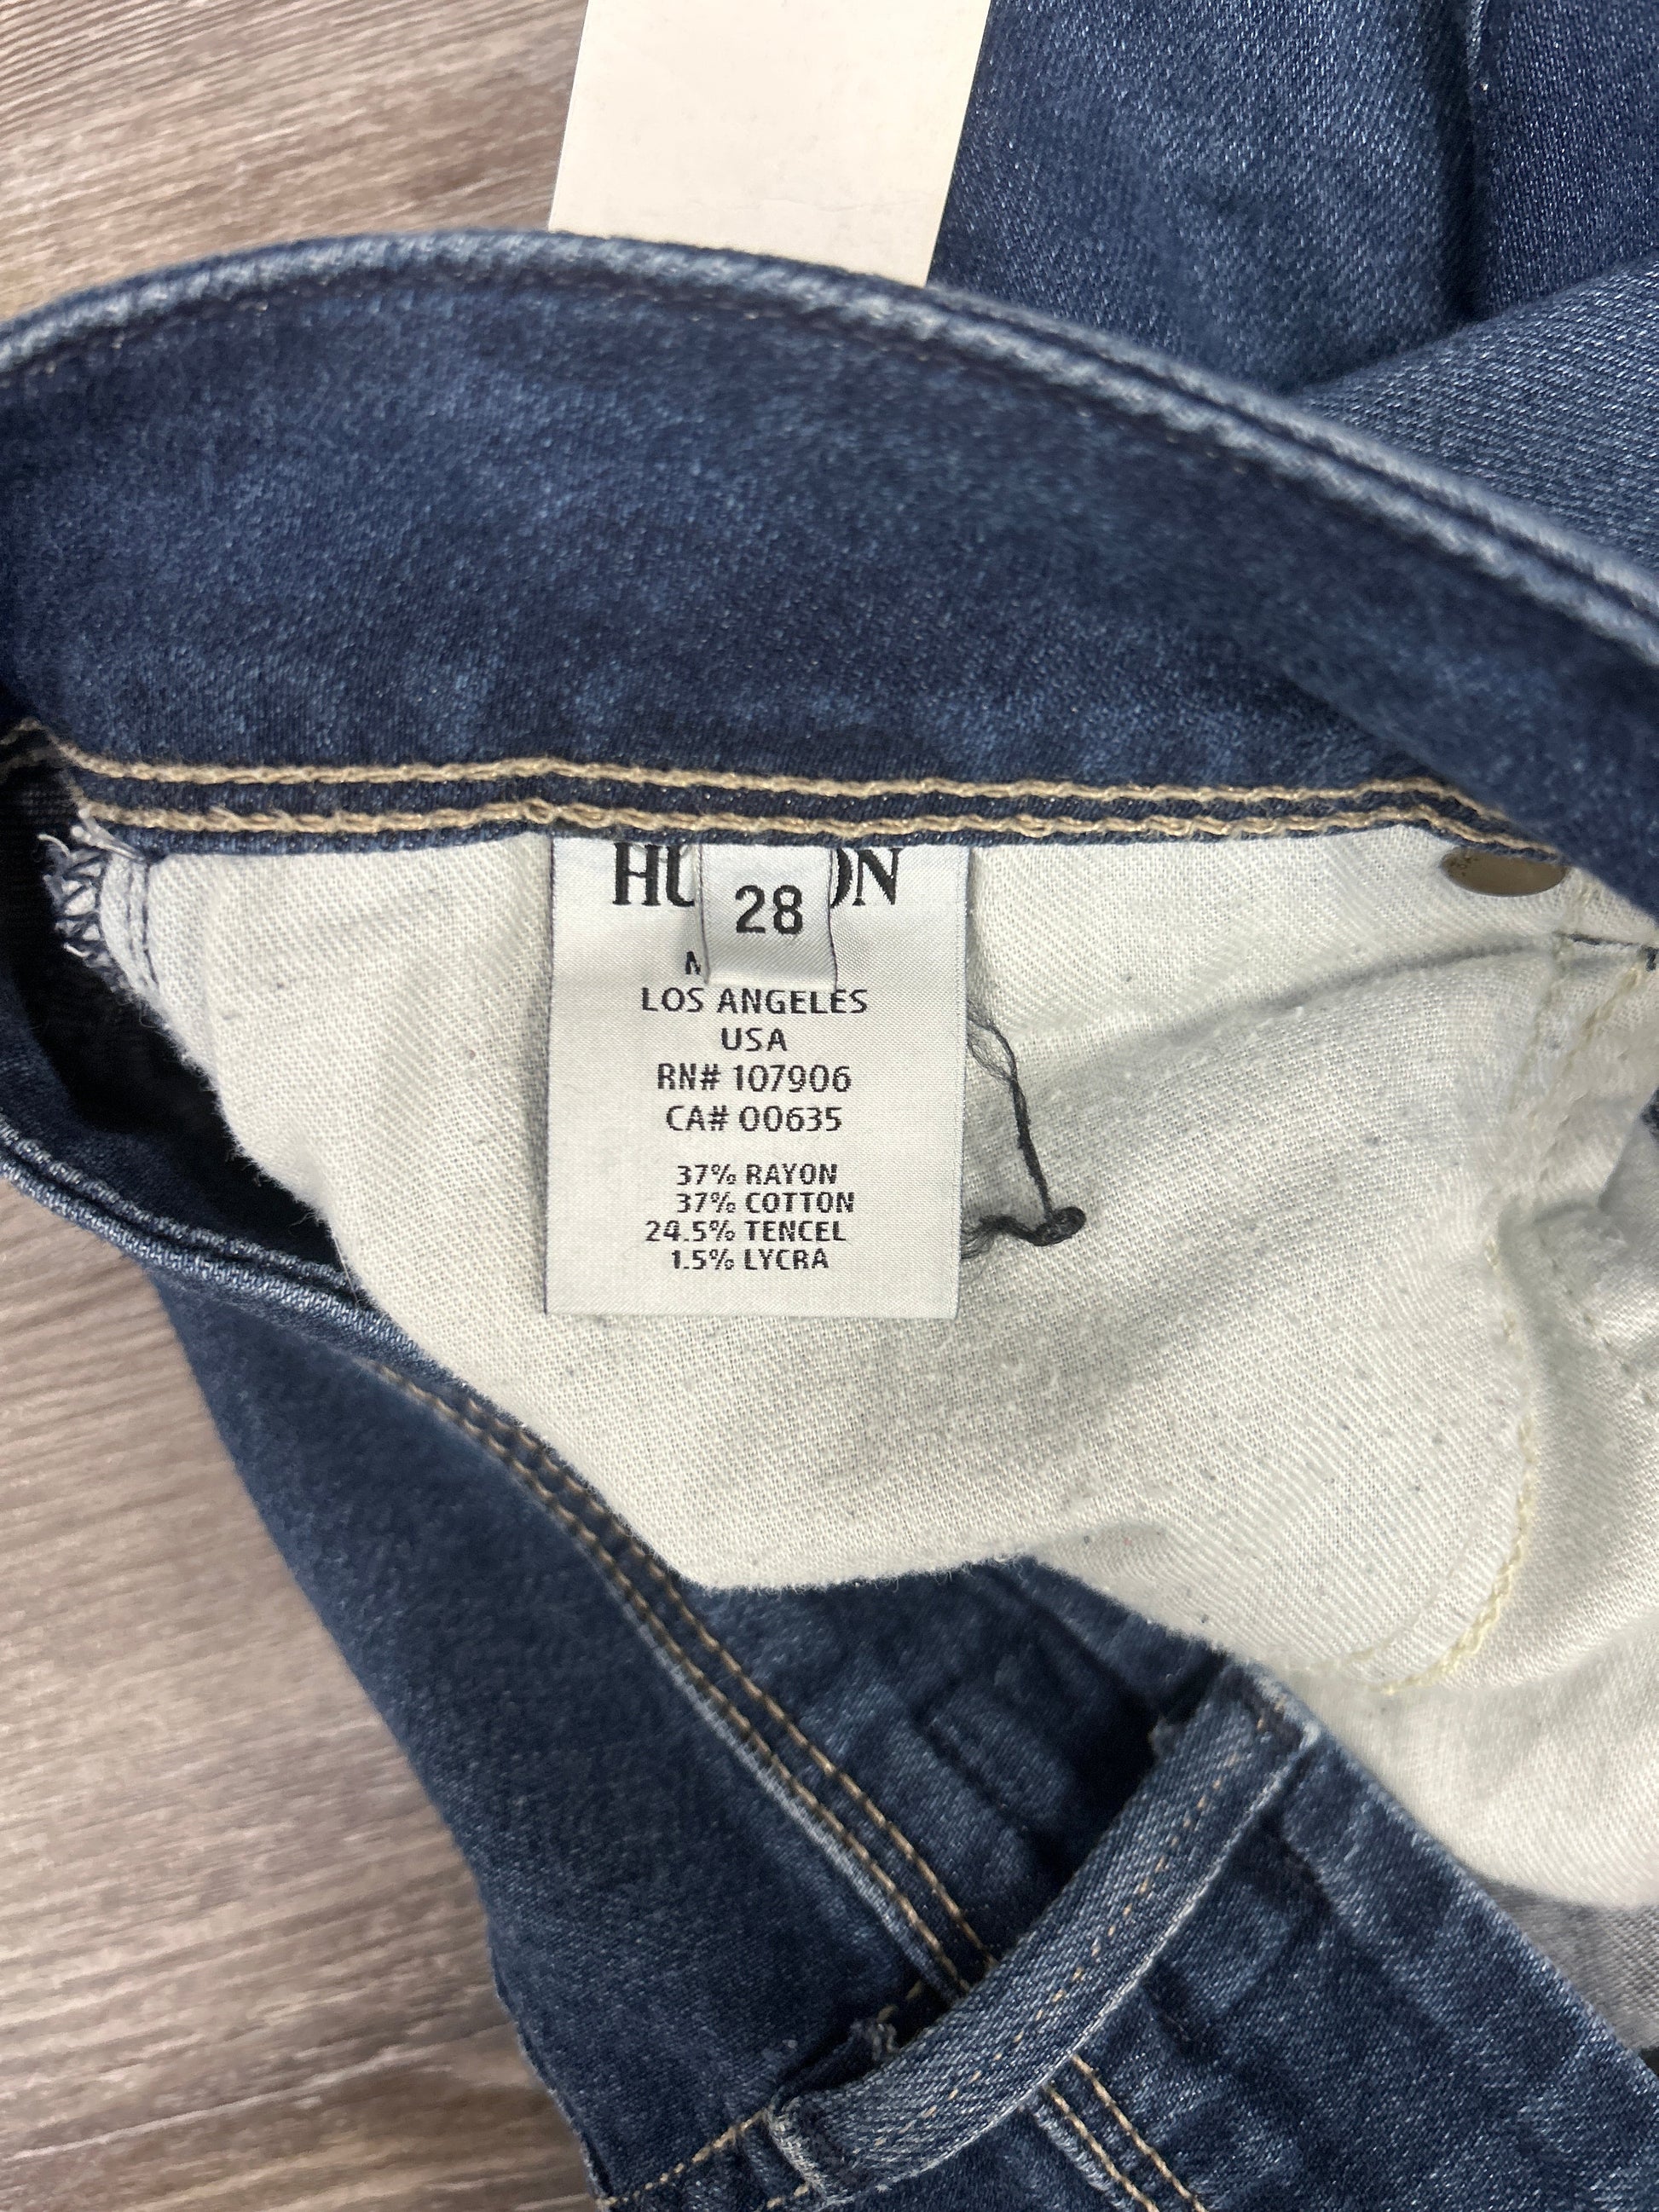 28
LOS ANGELES
USA
RN# 107906
CA# 00635
37% RAYON
37% COTTON
24.5% TENCEL
1.5% LYCRA